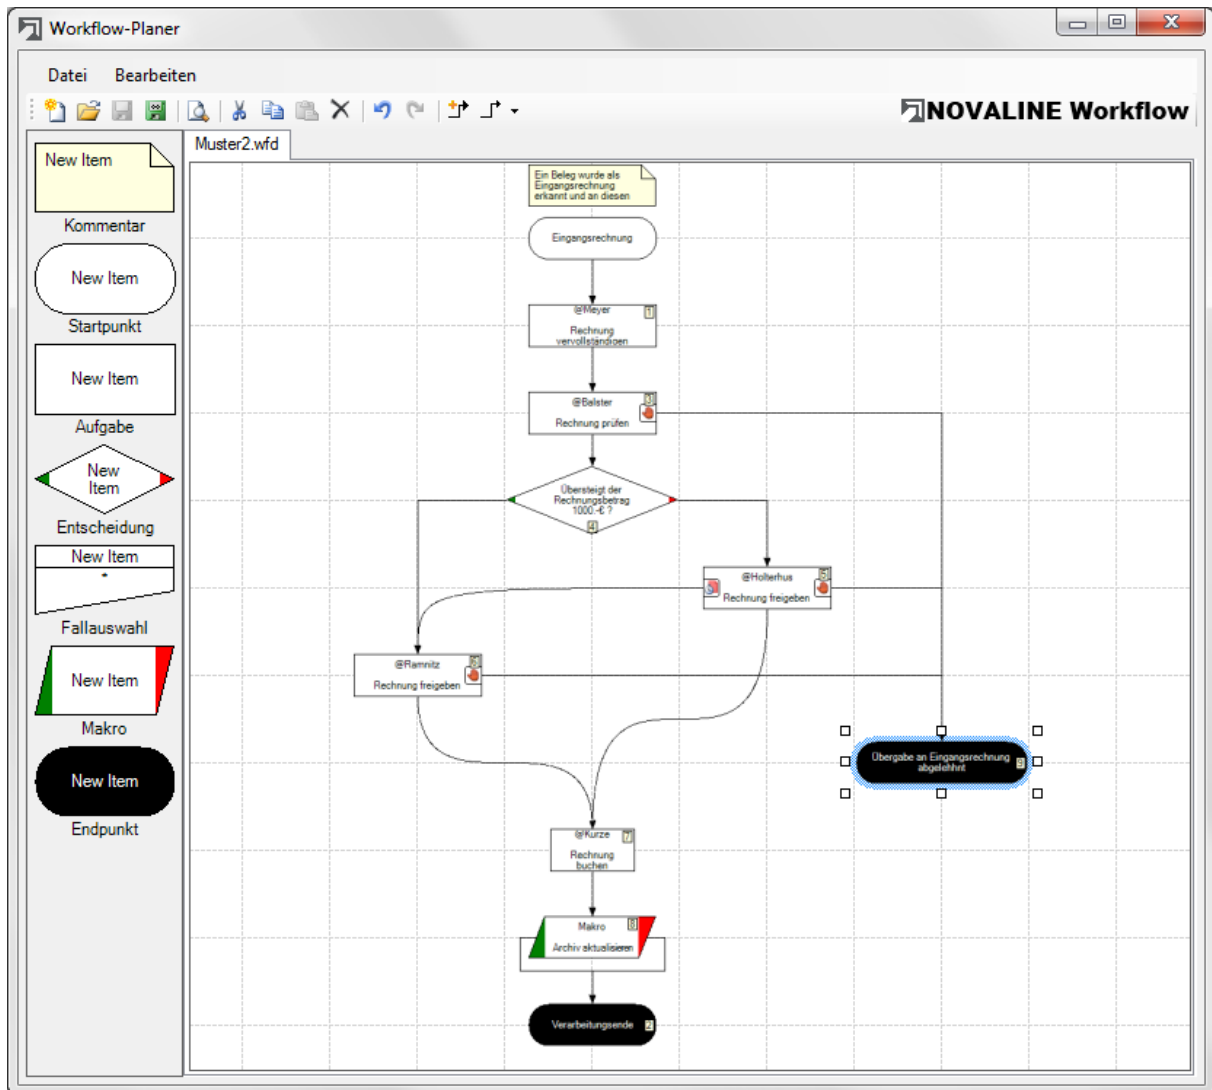 Workflow-Planer
Datei Bearbeiten
NOVALINE Workflow
Muster2.wfd
New Item
Kommentar
New Item
Startpunkt
New Item
Aufgabe
New
Item
Entscheidung
New Item
*
Fallauswahl
New Item
Makro
New Item
Endpunkt
Ein Beleg wurde als
Eingangsrechnung
erkannt und an diesen
Eingangsrechnung
@Meyer 1
Rechnung
vervollständigen
@Balster 3
Rechnung prüfen
Übersteigt der
Rechnungsbetrag
1000.-€ ?
4
@Holterhus 5
Rechnung freigeben
@Ramnitz 6
Rechnung freigeben
Übergabe an Eingangsrechnung
abgelehhnt 9
@Kurze 7
Rechnung
buchen
Makro 8
Archiv aktualisieren
Verarbeitungsende 2